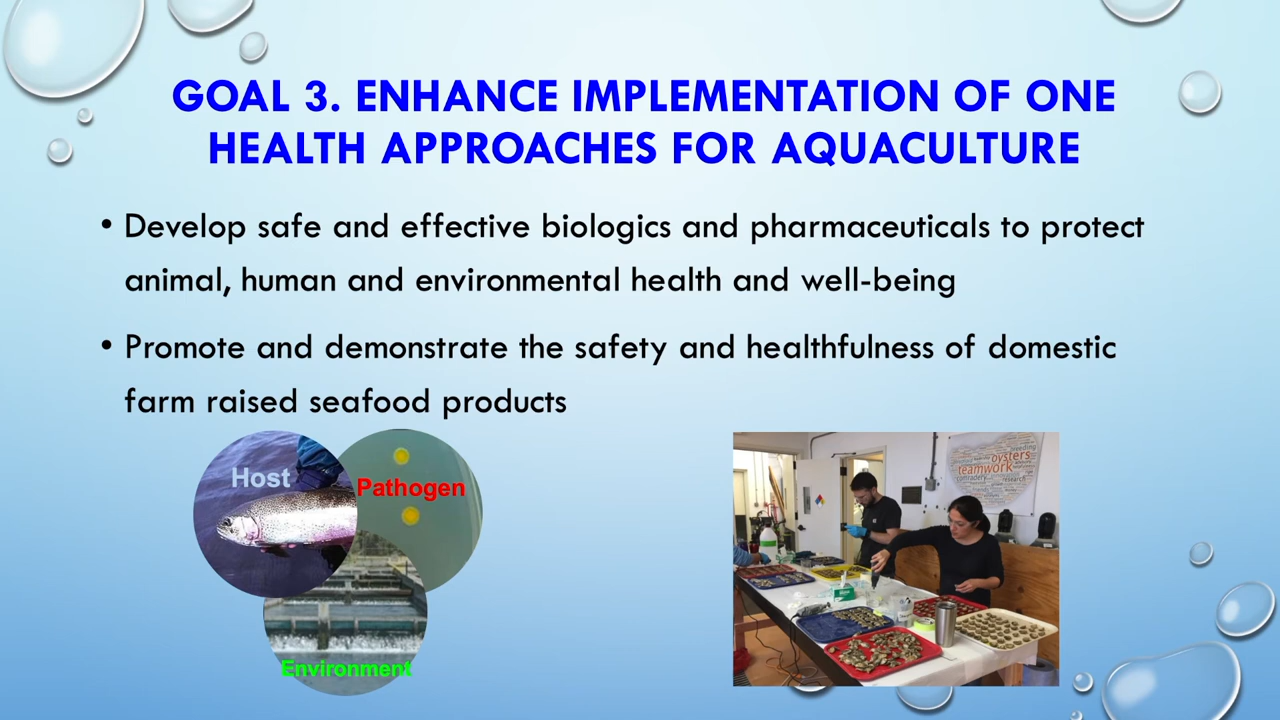 GOAL 3. ENHANCE IMPLEMENTATION OF ONE
HEALTH APPROACHES FOR AQUACULTURE
• Develop safe and effective biologics and pharmaceuticals to protect
animal, human and environmental health and well-being
• Promote and demonstrate the safety and healthfulness of domestic
farm raised seafood products
Host
Pathogen
Environment
oysters
teamwork
research